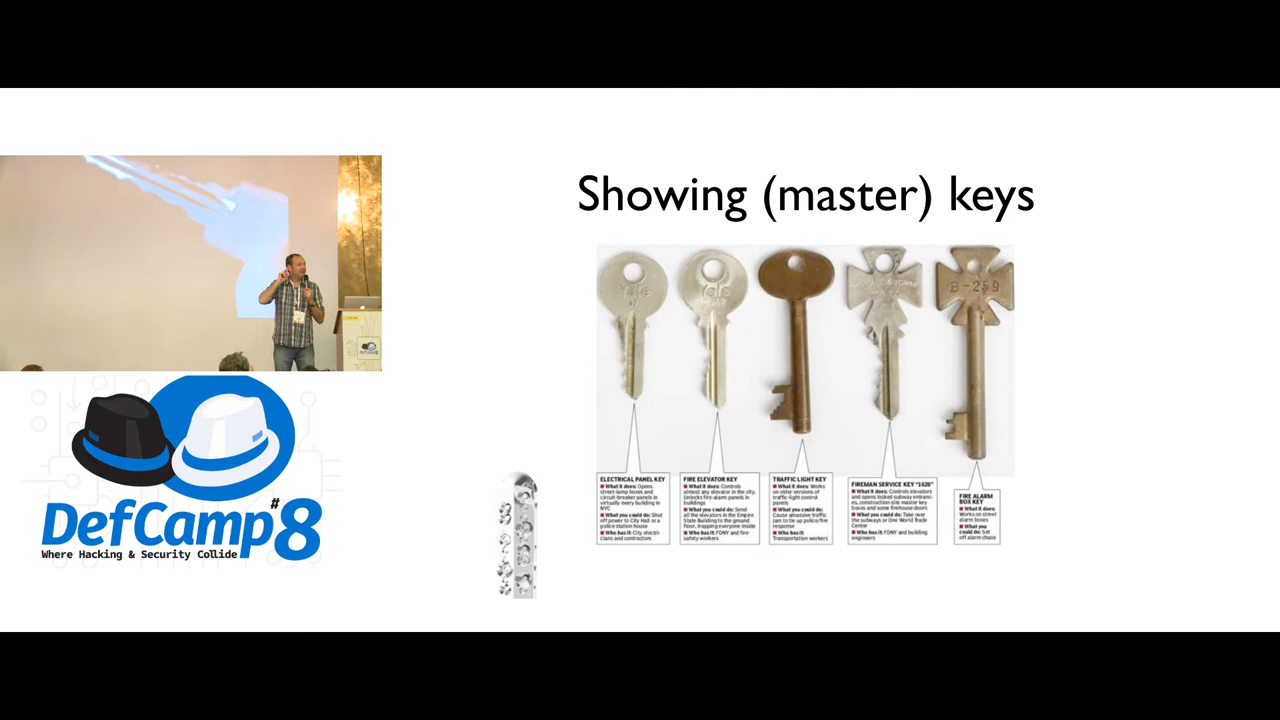 Showing (master) keys
Yale
Yale
B-259
ELECTRICAL PANEL KEY
■ What it does: Opens
street-lamp boxes and
circuit-breaker panels in
virtually every building in
NYC
■ What you could do: Shut
off power to City Hall or a
police station house
■ Who has it: City electri-
cians and contractors
FIRE ELEVATOR KEY
■ What it does: Controls
almost any elevator in the city.
Unlocks fire-alarm panels in
buildings
■ What you could do: Send
all the elevators in the Empire
State Building to the ground
floor, trapping everyone inside
■ Who has it: FDNY and fire-
safety workers
TRAFFIC LIGHT KEY
■ What it does: Works
on older versions of
traffic-light control
panels
■ What you could do:
Cause a massive traffic
jam to tie up police/fire
response
■ Who has it:
Transportation workers
FIREMAN SERVICE KEY "1620"
■ What it does: Controls elevators
and opens locked subway entranc-
es, construction-site master key
boxes and some firehouse doors
■ What you could do: Take over
the subways or One World Trade
Center
■ Who has it: FDNY and building
engineers
FIRE ALARM
BOX KEY
■ What it does:
Works on street
alarm boxes
■ What you
could do: Set
off alarm chaos
DefCamp#8
Where Hacking & Security Collide